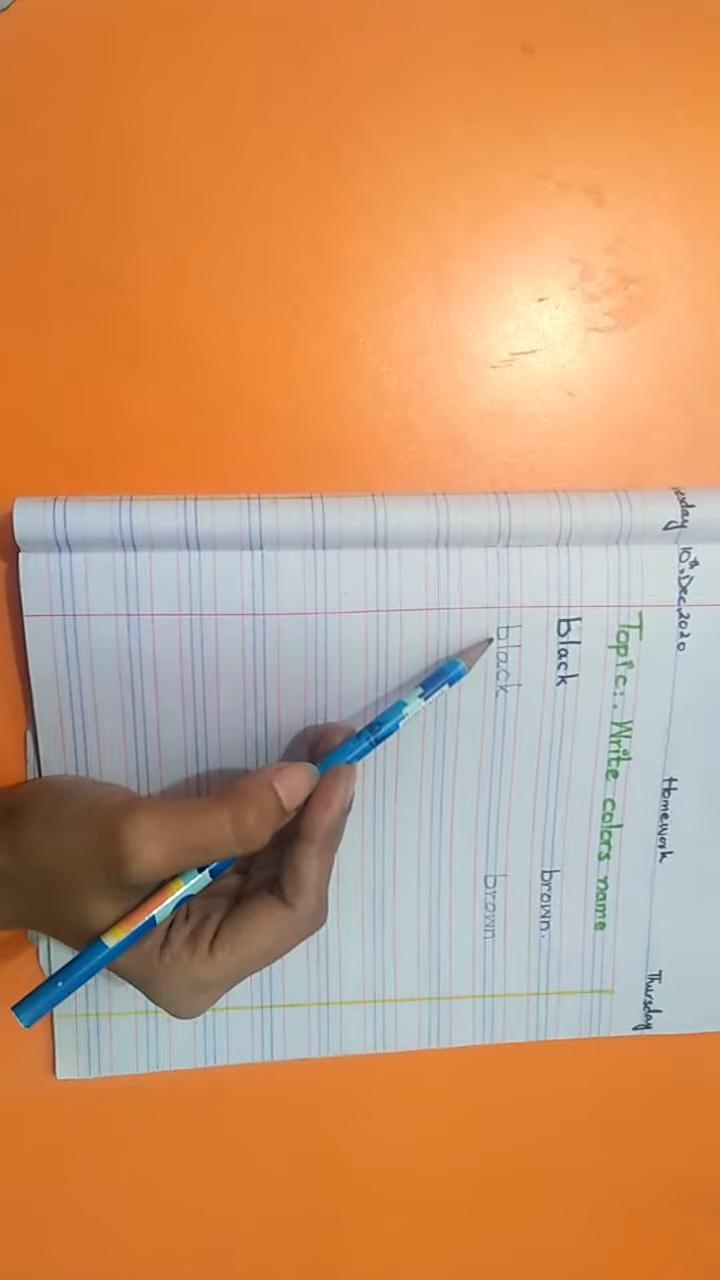 10th, Dec, 2020 Homework Thursday
Topic:. Write colors name
black brown.
black brown